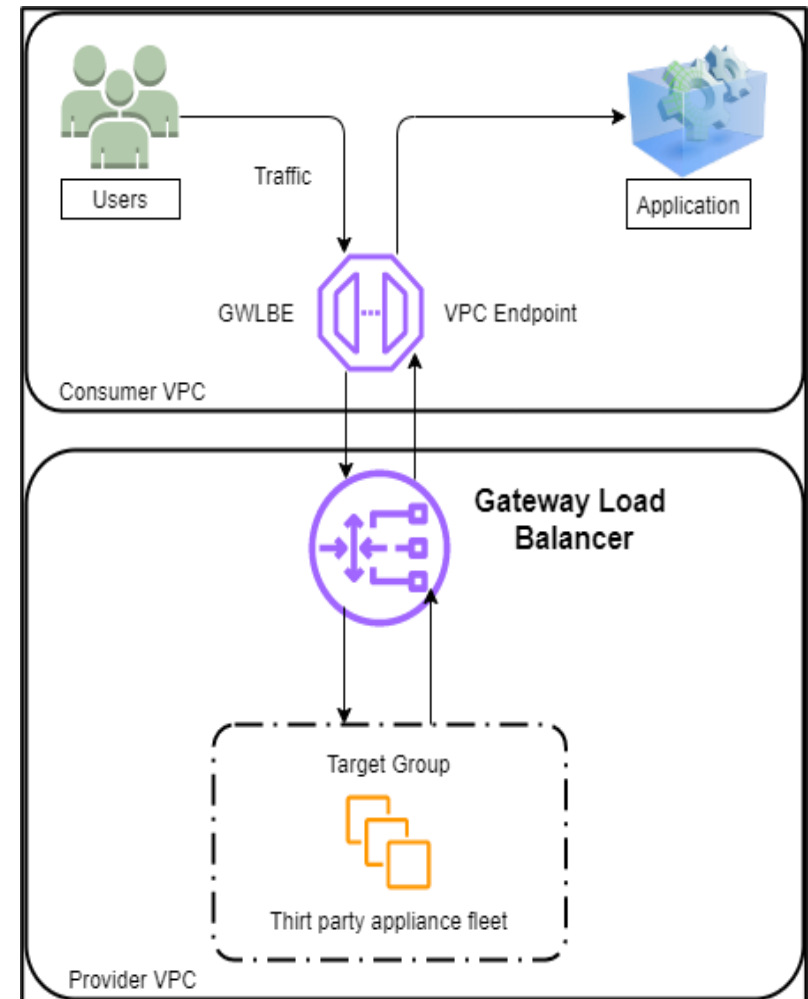 Traffic
Users
Application
GWLBE
VPC Endpoint
Consumer VPC
Gateway Load
Balancer
Target Group
Thirt party appliance fleet
Provider VPC